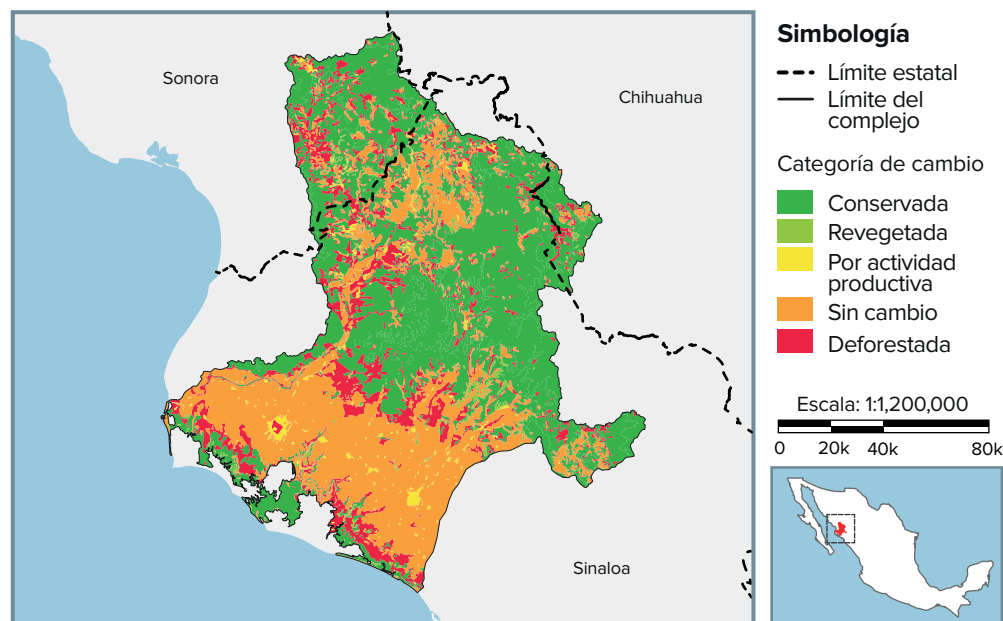 Sonora
Chihuahua
Sinaloa
Simbología
Límite estatal
Límite del
complejo
Categoría de cambio
Conservada
Revegetada
Por actividad
productiva
Sin cambio
Deforestada
Escala: 1:1,200,000
0 20k 40k 80k